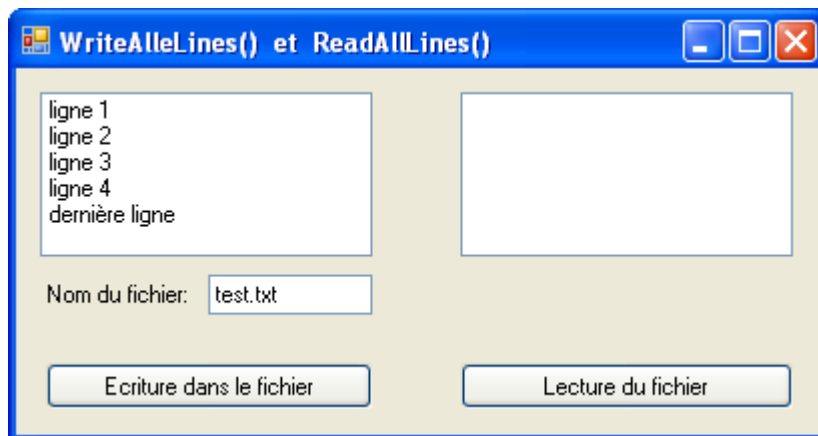 WriteAlleLines() et ReadAllLines()
ligne 1
ligne 2
ligne 3
ligne 4
dernière ligne
Nom du fichier:
test.txt
Ecriture dans le fichier
Lecture du fichier